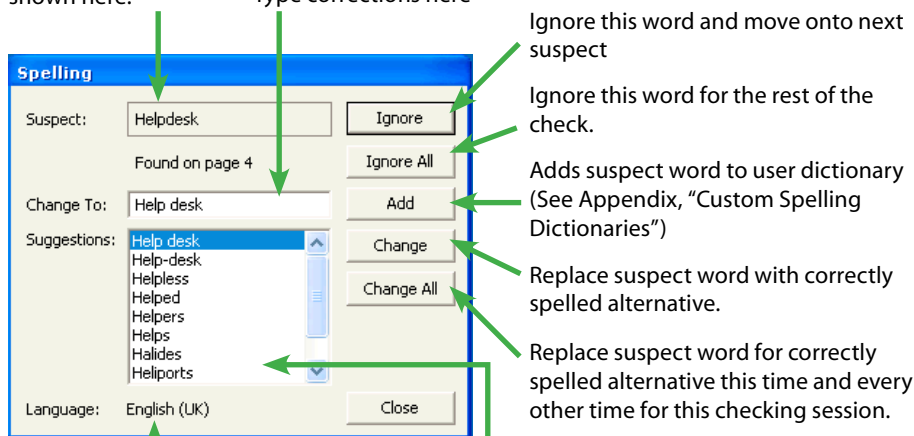 shown here.
Type corrections here
Ignore this word and move onto next
suspect
Spelling
Suspect:
Helpdesk
Ignore
Ignore this word for the rest of the
check.
Found on page 4
Ignore All
Adds suspect word to user dictionary
(See Appendix, “Custom Spelling
Dictionaries”)
Change To:
Help desk
Add
Suggestions:
Help desk
Help-desk
Helpless
Helped
Helpers
Helps
Halides
Heliports
Change
Change All
Replace suspect word with correctly
spelled alternative.
Replace suspect word for correctly
spelled alternative this time and every
other time for this checking session.
Language:
English (UK)
Close